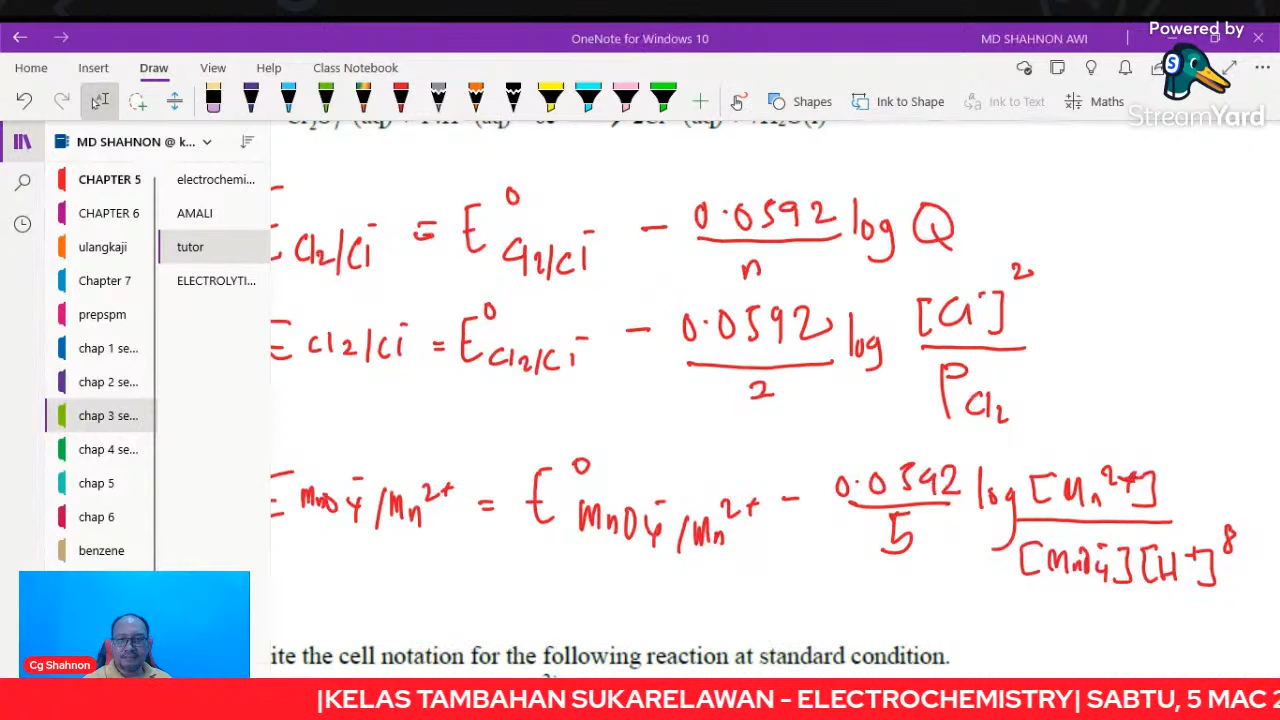 OneNote for Windows 10
MD SHAHNON AWI
Powered by
StreamYard
Home Insert Draw View Help Class Notebook
Shapes Ink to Shape Ink to Text Maths
MD SHAHNON @ k...
CHAPTER 5
CHAPTER 6
ulangkaji
Chapter 7
prepspm
chap 1 se...
chap 2 se...
chap 3 se...
chap 4 se...
chap 5
chap 6
benzene
electrochemi...
AMALI
tutor
ELECTROLYTI...
E Cl2/Cl⁻ = E⁰ Cl2/Cl⁻ − 0.0592/n log Q
E Cl2/Cl⁻ = E⁰ Cl2/Cl⁻ − 0.0592/2 log [Cl⁻]²/P Cl2
E MnO4⁻/Mn²⁺ = E⁰ MnO4⁻/Mn²⁺ − 0.0592/5 log [Mn²⁺]/[MnO4⁻][H⁺]⁸
ite the cell notation for the following reaction at standard condition.
Cg Shahnon
|KELAS TAMBAHAN SUKARELAWAN - ELECTROCHEMISTRY| SABTU, 5 MAC 2